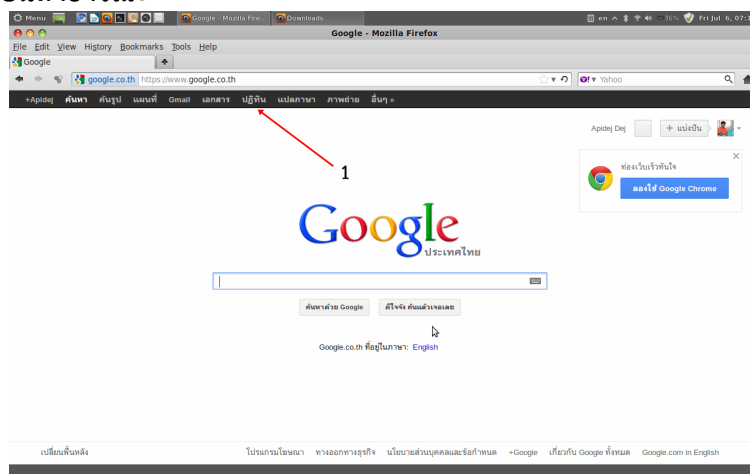 Menu Google - Mozilla Fire... Downloads en 36% Fri Jul 6, 07:
Google - Mozilla Firefox
File Edit View History Bookmarks Tools Help
Google
google.co.th https://www.google.co.th Yahoo
+Apidej ค้นหา ค้นรูป แผนที่ Gmail เอกสาร ปฏิทิน แปลภาษา ภาพถ่าย อื่นๆ »
Apidej Dej + แบ่งปัน
ท่องเว็บเร็วทันใจ
ลองใช้ Google Chrome
1
Google
ประเทศไทย
ค้นหาด้วย Google ดีใจจัง ค้นแล้วเจอเลย
Google.co.th ที่อยู่ในภาษา: English
เปลี่ยนพื้นหลัง โปรแกรมโฆษณา ทางออกทางธุรกิจ นโยบายส่วนบุคคลและข้อกำหนด +Google เกี่ยวกับ Google ทั้งหมด Google.com in English